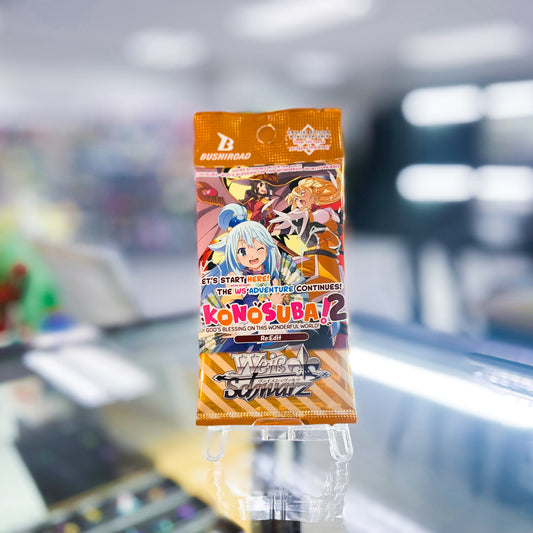 BUSHIROAD
LET'S START HERE!
THE WS ADVENTURE CONTINUES!
KONOSUBA!2
GOD'S BLESSING ON THIS WONDERFUL WORLD!
Re:Edit
Weiẞ
Schwarz